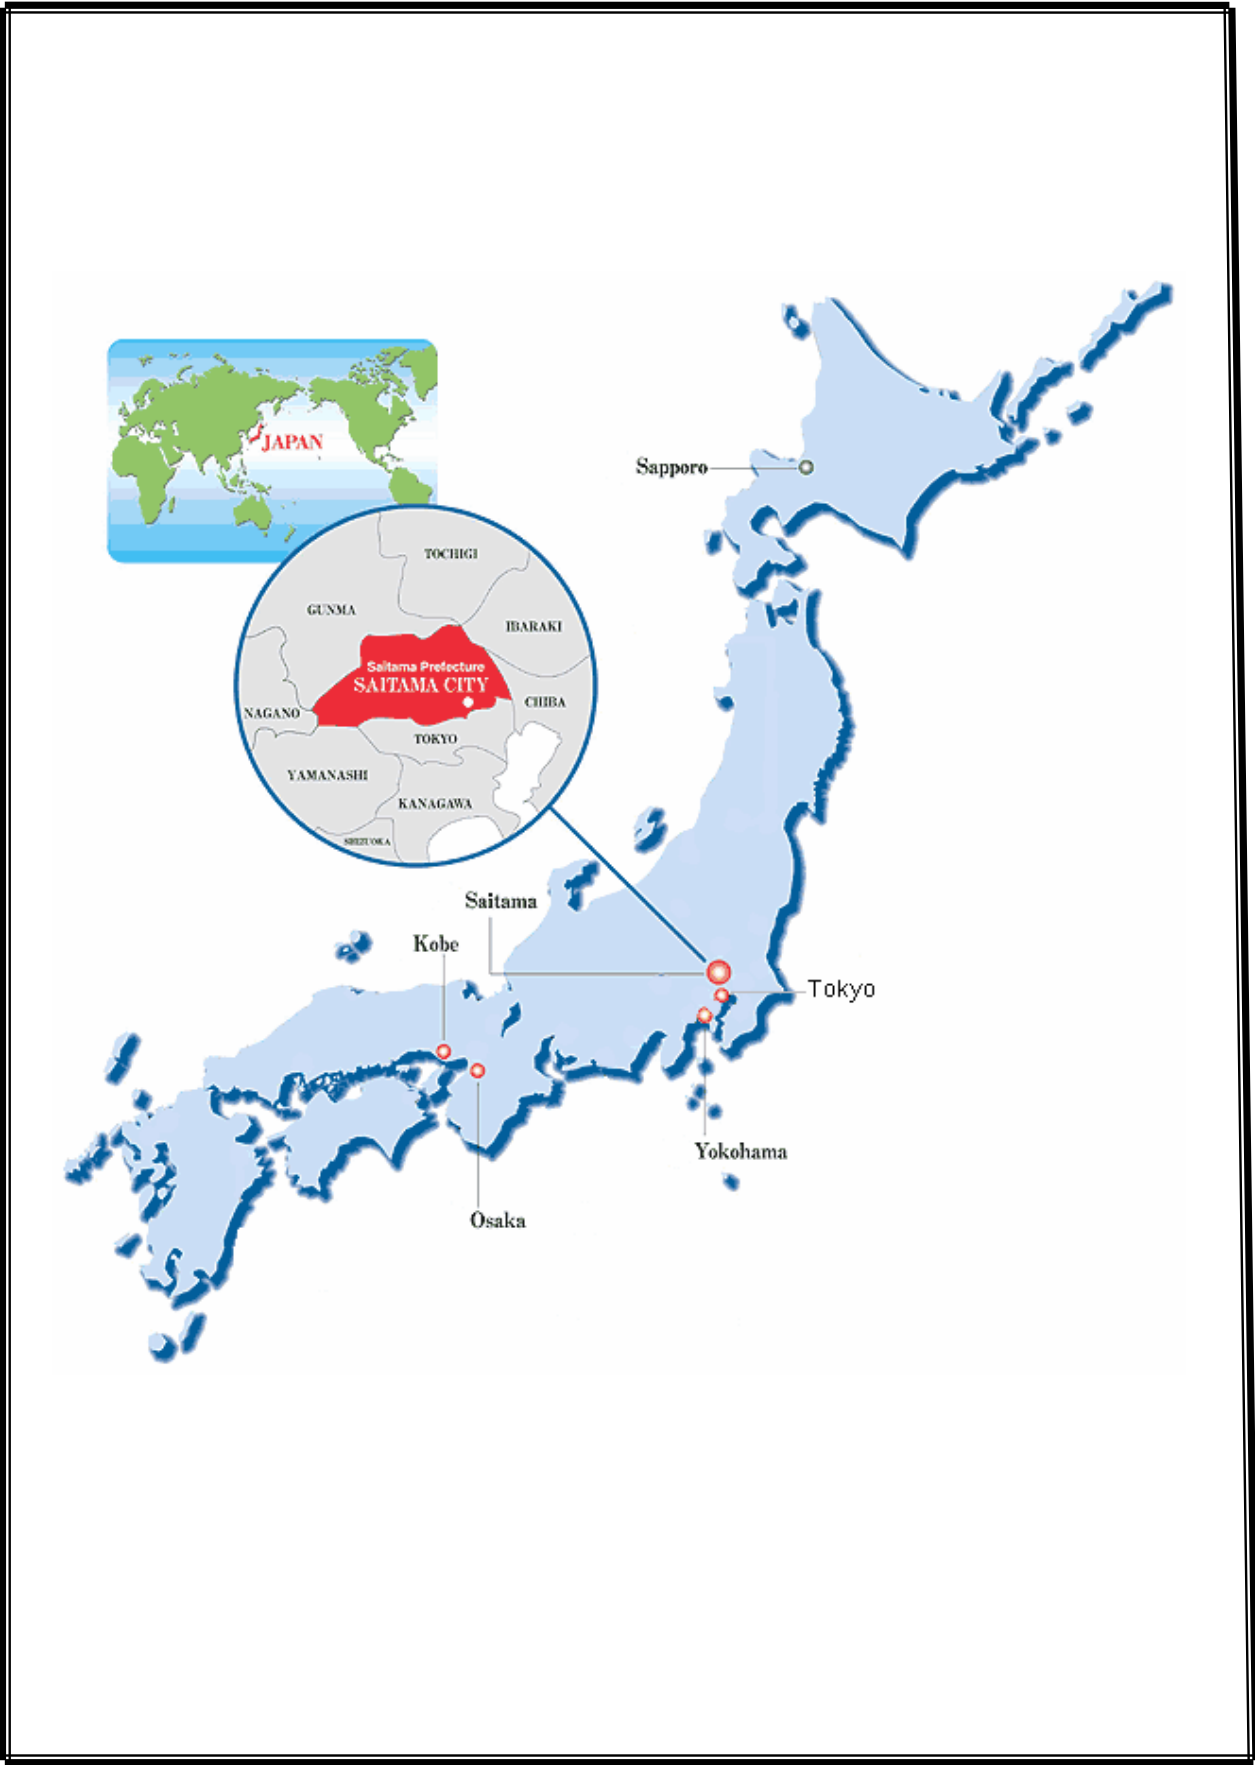 JAPAN
Sapporo
TOCHIGI
GUNMA
IBARAKI
Saitama Prefecture
SAITAMA CITY
CHIBA
NAGANO
TOKYO
YAMANASHI
KANAGAWA
SHIZUOKA
Saitama
Kobe
Tokyo
Yokohama
Osaka